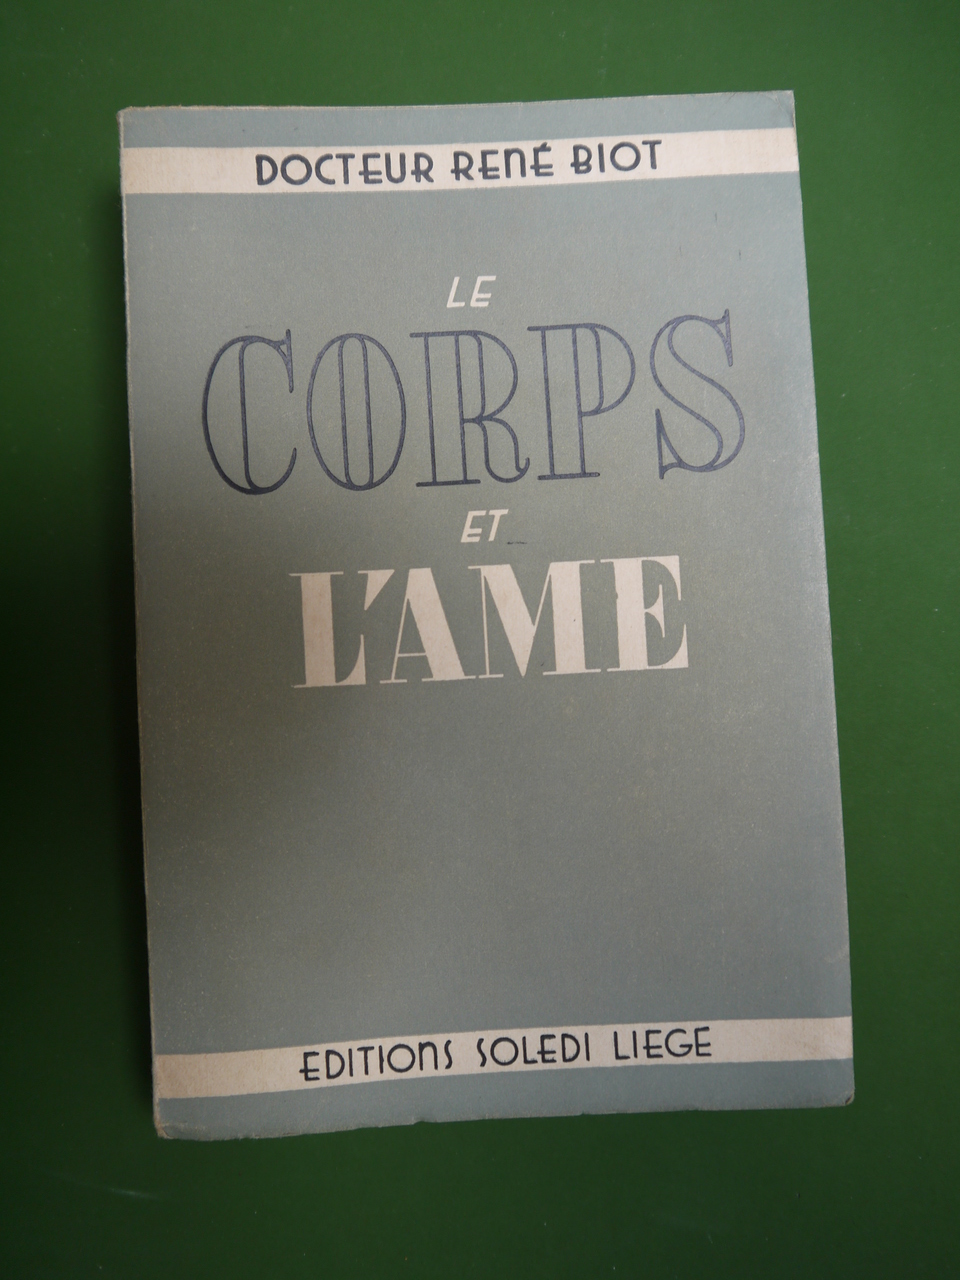 DOCTEUR RENÉ BIOT
LE
CORPS
ET
L'AME
EDITIONS SOLEDI LIEGE